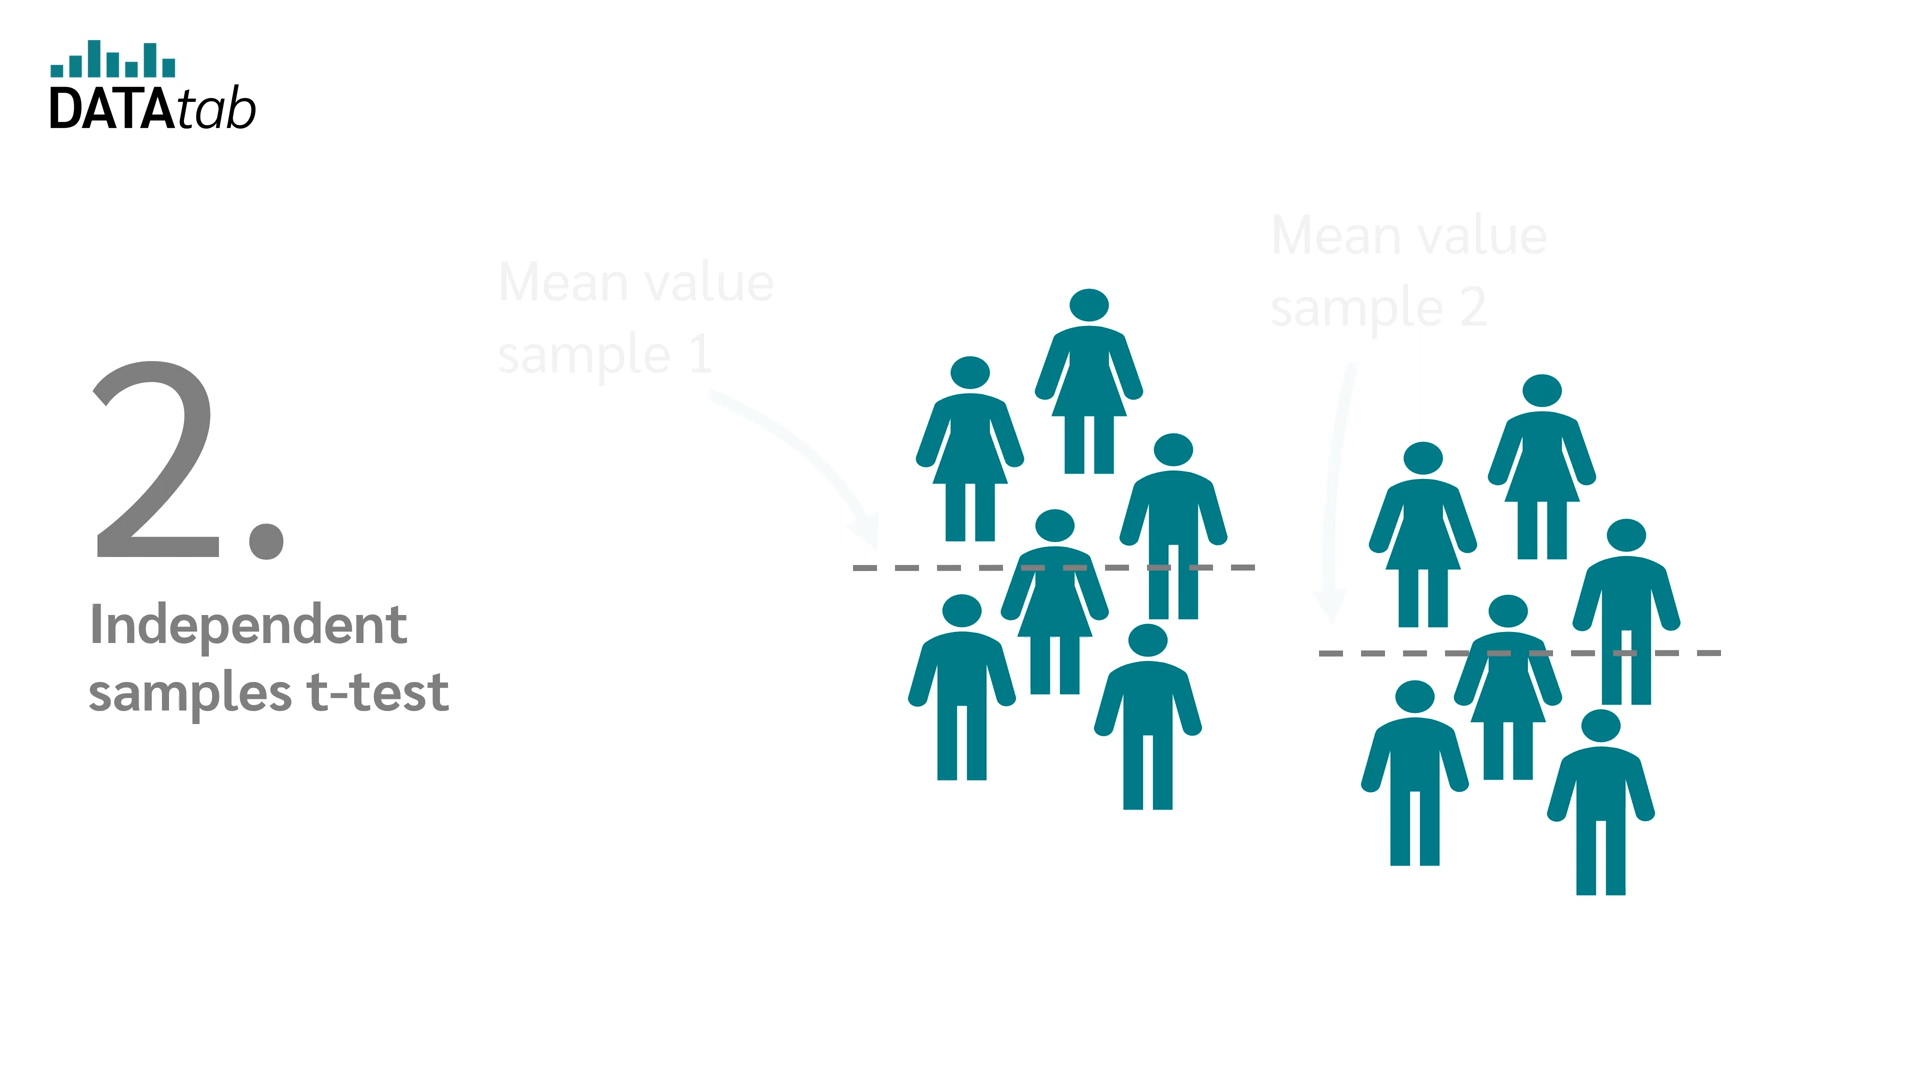 DATAtab
Mean value
sample 1
Mean value
sample 2
2.
Independent
samples t-test